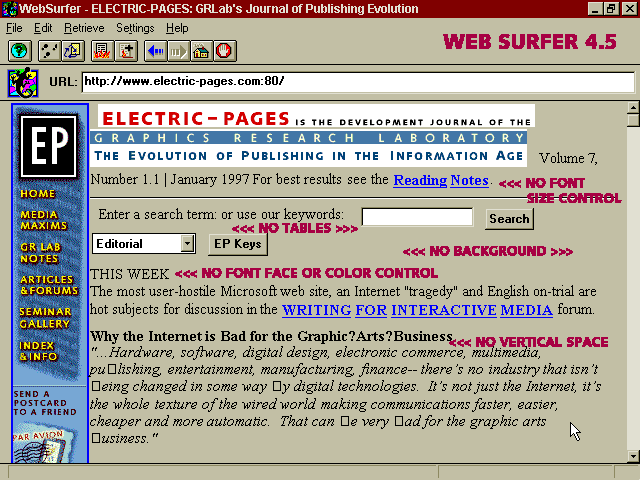 WebSurfer - ELECTRIC-PAGES: GRLab's Journal of Publishing Evolution
File Edit Retrieve Settings Help
WEB SURFER 4.5
URL: http://www.electric-pages.com:80/
EP
HOME
MEDIA
MAXIMS
GR LAB
NOTES
ARTICLES
& FORUMS
SEMINAR
GALLERY
INDEX
& INFO
SEND A
POSTCARD
TO A FRIEND
PAR AVION
ELECTRIC-PAGES IS THE DEVELOPMENT JOURNAL OF THE
GRAPHICS RESEARCH LABORATORY
THE EVOLUTION OF PUBLISHING IN THE INFORMATION AGE Volume 7,
Number 1.1 | January 1997 For best results see the Reading Notes. <<< NO FONT
SIZE CONTROL
Enter a search term: or use our keywords: Search
<<< NO TABLES >>>
Editorial EP Keys
<<< NO BACKGROUND >>>
THIS WEEK <<< NO FONT FACE OR COLOR CONTROL
The most user-hostile Microsoft web site, an Internet "tragedy" and English on-trial are
hot subjects for discussion in the WRITING FOR INTERACTIVE MEDIA forum.
Why the Internet is Bad for the Graphic?Arts?Business <<< NO VERTICAL SPACE
"...Hardware, software, digital design, electronic commerce, multimedia,
pu▯lishing, entertainment, manufacturing, finance-- there's no industry that isn't
▯eing changed in some way ▯y digital technologies. It's not just the Internet, it's
the whole texture of the wired world making communications faster, easier,
cheaper and more automatic. That can ▯e very ▯ad for the graphic arts
▯usiness."